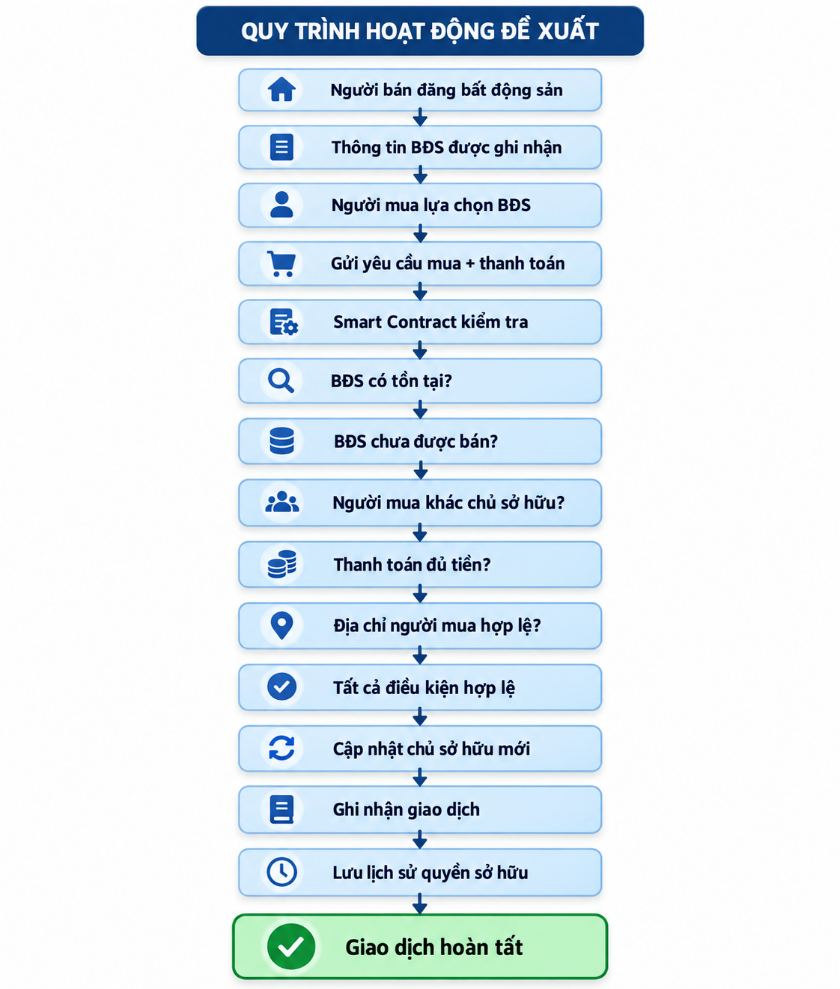 QUY TRÌNH HOẠT ĐỘNG ĐỀ XUẤT
Người bán đăng bất động sản
Thông tin BĐS được ghi nhận
Người mua lựa chọn BĐS
Gửi yêu cầu mua + thanh toán
Smart Contract kiểm tra
BĐS có tồn tại?
BĐS chưa được bán?
Người mua khác chủ sở hữu?
Thanh toán đủ tiền?
Địa chỉ người mua hợp lệ?
Tất cả điều kiện hợp lệ
Cập nhật chủ sở hữu mới
Ghi nhận giao dịch
Lưu lịch sử quyền sở hữu
Giao dịch hoàn tất